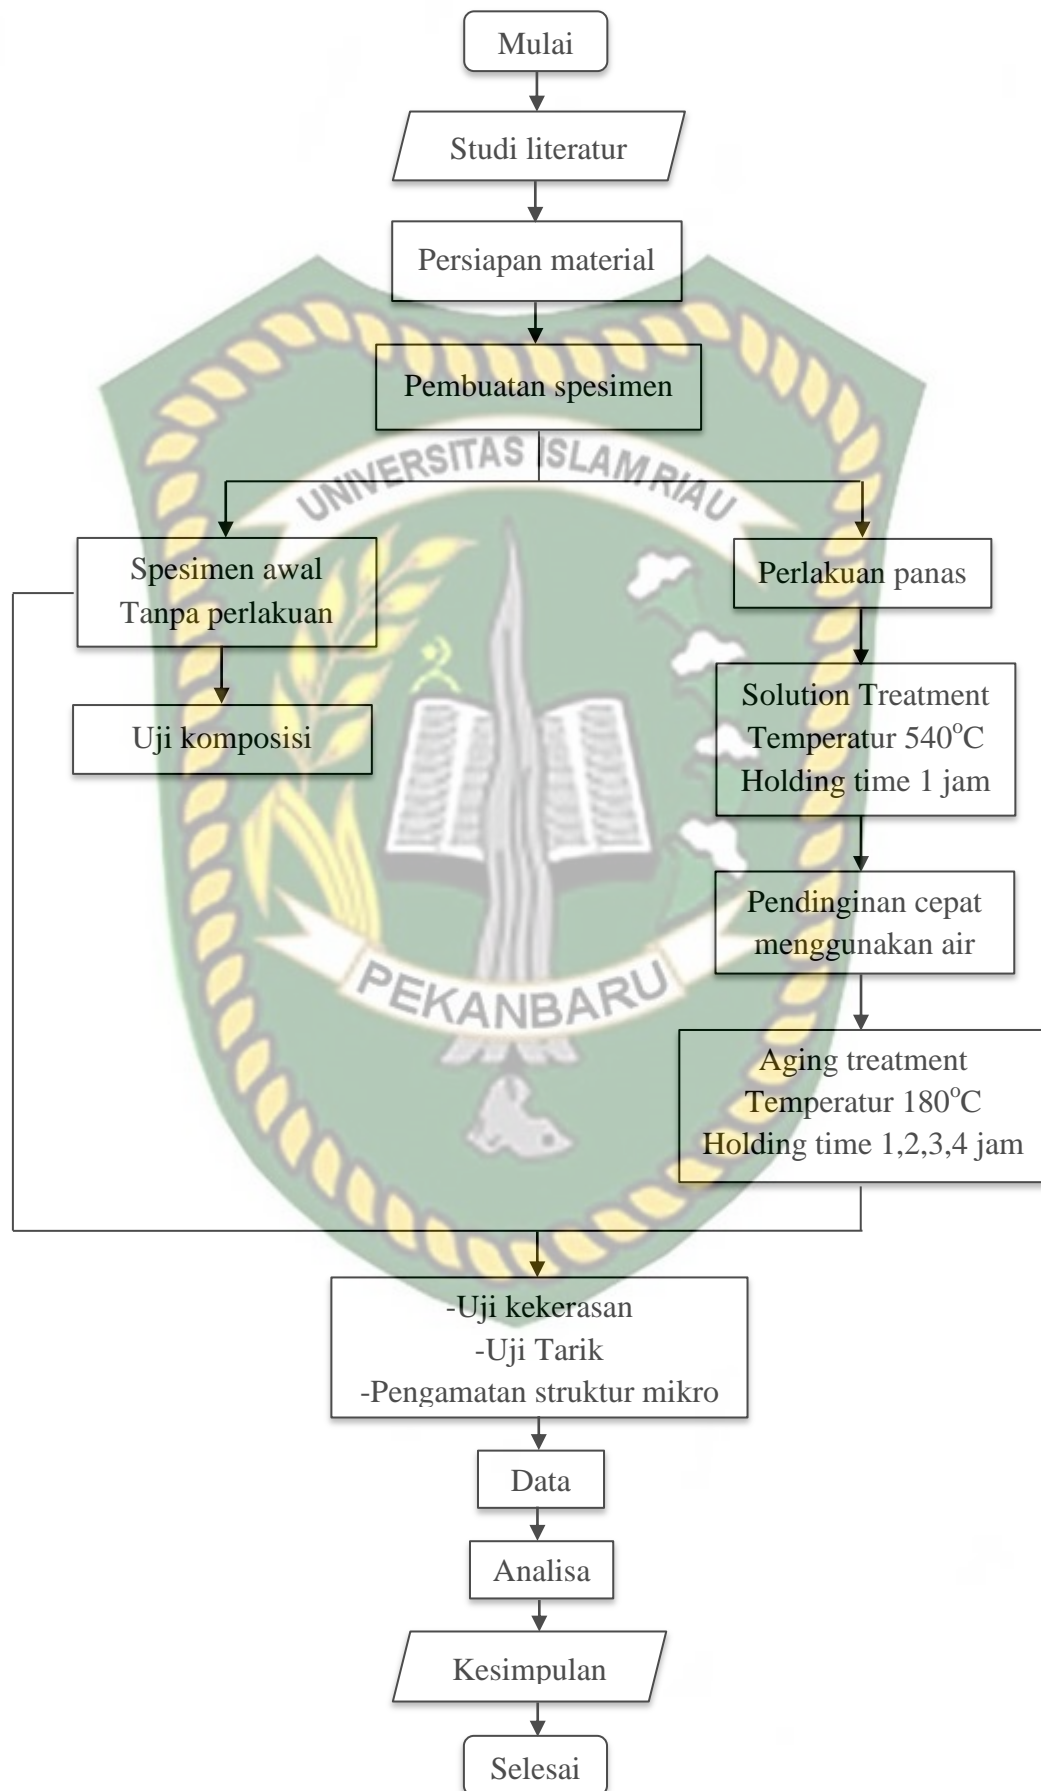 Mulai
Studi literatur
Persiapan material
Pembuatan spesimen
UNIVERSITAS ISLAM RIAU
Spesimen awal
Tanpa perlakuan
Uji komposisi
Perlakuan panas
Solution Treatment
Temperatur 540°C
Holding time 1 jam
Pendinginan cepat
menggunakan air
PEKANBARU
Aging treatment
Temperatur 180°C
Holding time 1,2,3,4 jam
-Uji kekerasan
-Uji Tarik
-Pengamatan struktur mikro
Data
Analisa
Kesimpulan
Selesai